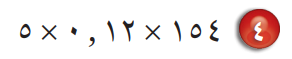 ٤ ٥ × ٠,١٢ × ١٥٤